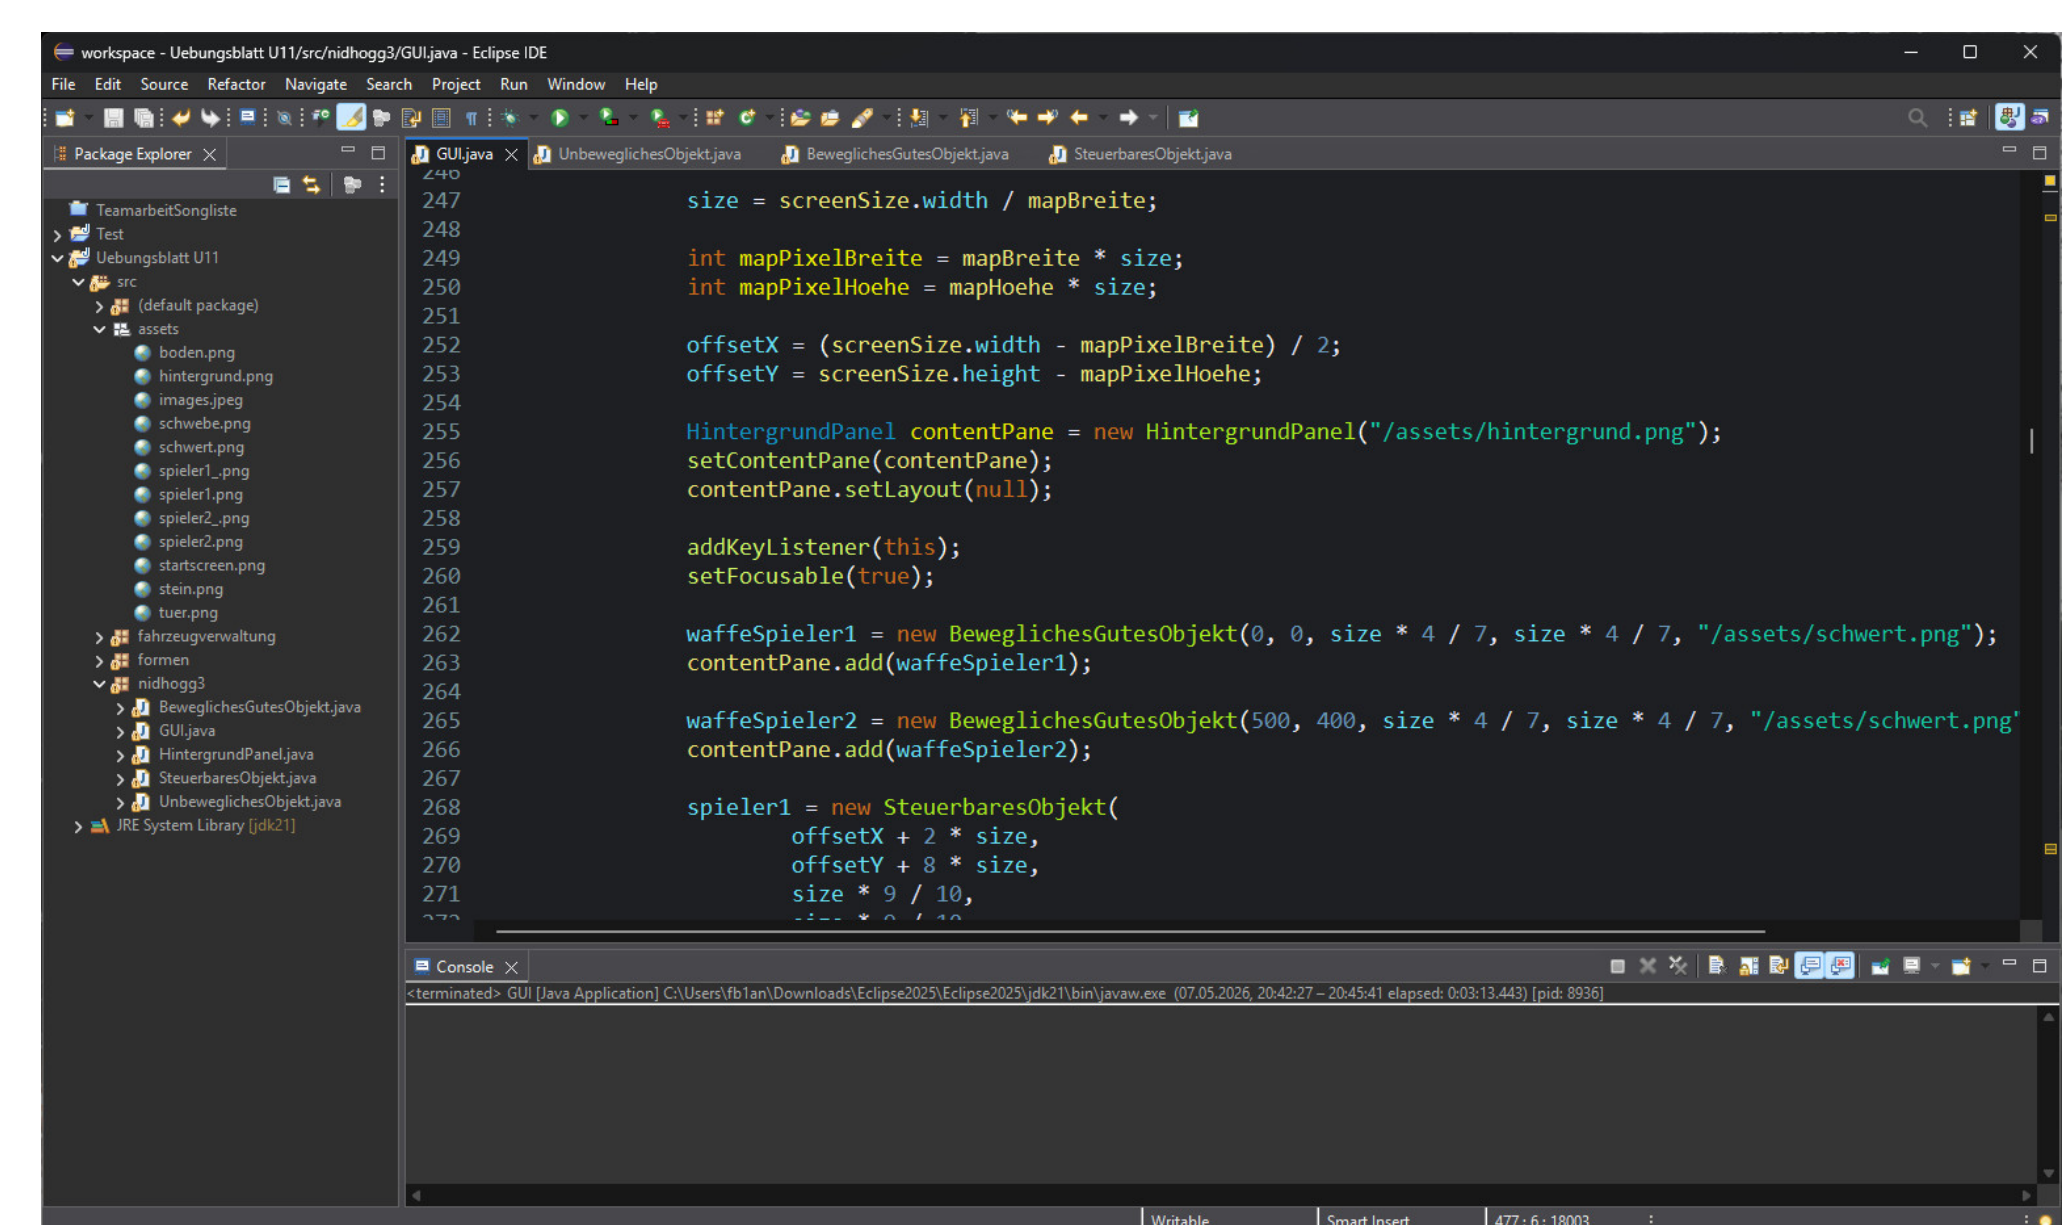 workspace - Uebungsblatt U11/src/nidhogg3/GUI.java - Eclipse IDE
File Edit Source Refactor Navigate Search Project Run Window Help
Package Explorer
TeamarbeitSongliste
Test
Uebungsblatt U11
src
(default package)
assets
boden.png
hintergrund.png
images.jpeg
schwebe.png
schwert.png
spieler1_.png
spieler1.png
spieler2_.png
spieler2.png
startscreen.png
stein.png
tuer.png
fahrzeugverwaltung
formen
nidhogg3
BeweglichesGutesObjekt.java
GUI.java
HintergrundPanel.java
SteuerbaresObjekt.java
UnbeweglichesObjekt.java
JRE System Library [jdk21]
GUI.java UnbeweglichesObjekt.java BeweglichesGutesObjekt.java SteuerbaresObjekt.java
246
247 size = screenSize.width / mapBreite;
248
249 int mapPixelBreite = mapBreite * size;
250 int mapPixelHoehe = mapHoehe * size;
251
252 offsetX = (screenSize.width - mapPixelBreite) / 2;
253 offsetY = screenSize.height - mapPixelHoehe;
254
255 HintergrundPanel contentPane = new HintergrundPanel("/assets/hintergrund.png");
256 setContentPane(contentPane);
257 contentPane.setLayout(null);
258
259 addKeyListener(this);
260 setFocusable(true);
261
262 waffeSpieler1 = new BeweglichesGutesObjekt(0, 0, size * 4 / 7, size * 4 / 7, "/assets/schwert.png");
263 contentPane.add(waffeSpieler1);
264
265 waffeSpieler2 = new BeweglichesGutesObjekt(500, 400, size * 4 / 7, size * 4 / 7, "/assets/schwert.png"
266 contentPane.add(waffeSpieler2);
267
268 spieler1 = new SteuerbaresObjekt(
269 offsetX + 2 * size,
270 offsetY + 8 * size,
271 size * 9 / 10,
272 size * 9 / 10
Console
<terminated> GUI [Java Application] C:\Users\fb1an\Downloads\Eclipse2025\Eclipse2025\jdk21\bin\javaw.exe (07.05.2026, 20:42:27 – 20:45:41 elapsed: 0:03:13.443) [pid: 8936]
Writable Smart Insert 477 : 6 : 18003